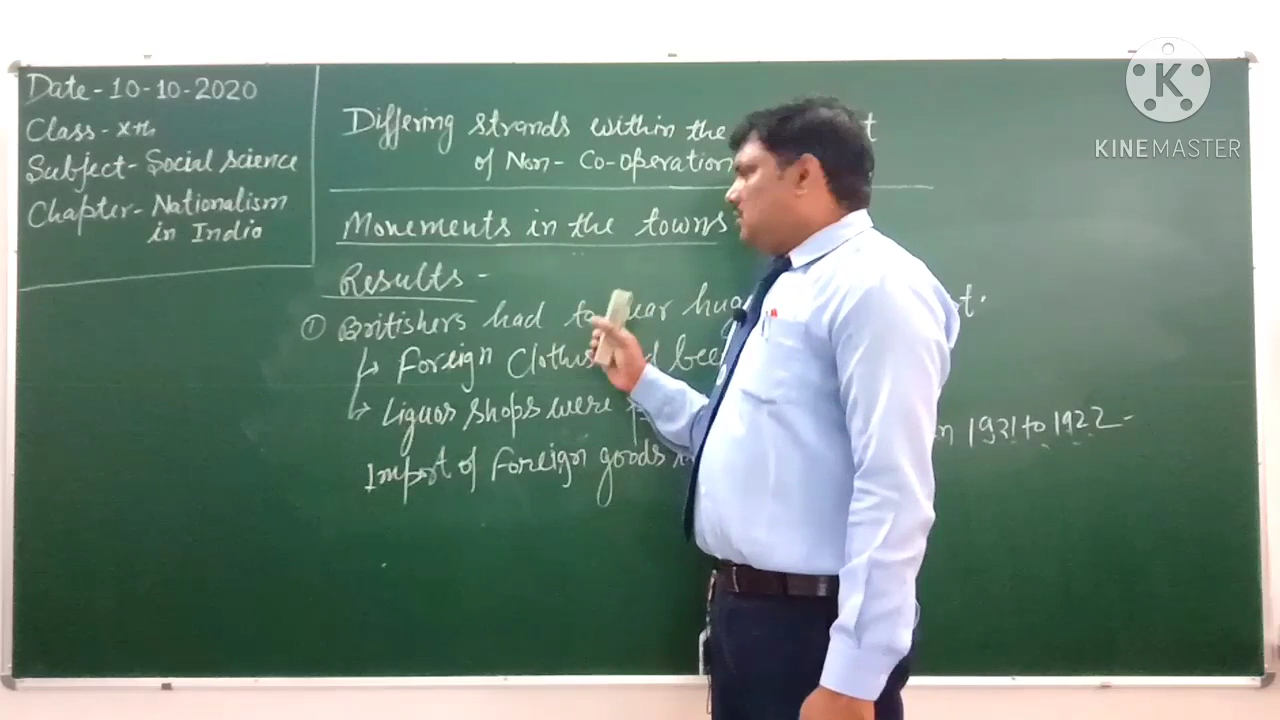 Date - 10-10-2020
Class - xth
Subject - Social science
Chapter - Nationalism
in India
Differing strands within the
of Non- Co-operation
Movements in the towns
Results -
① Britishers had to
Foreign Clothes
Liquor shops were
Import of Foreign goods
in 1921 to 1922 -
KINEMASTER